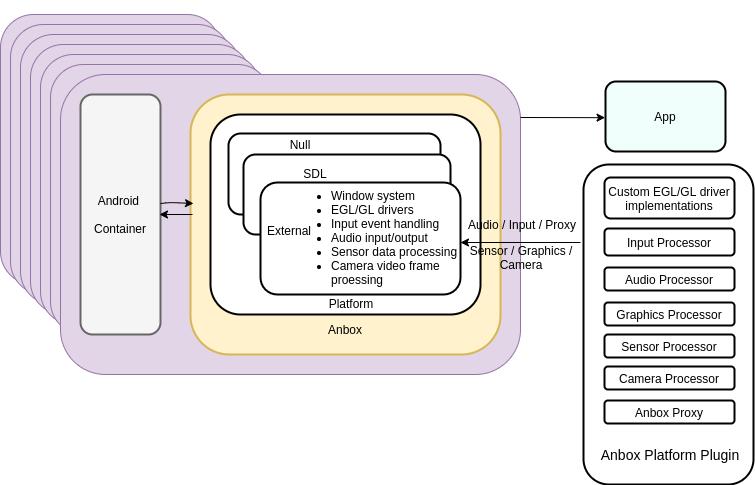 Android
Container
Null
SDL
External
Window system
EGL/GL drivers
Input event handling
Audio input/output
Sensor data processing
Camera video frame
proessing
Platform
Anbox
Audio / Input / Proxy
Sensor / Graphics /
Camera
App
Custom EGL/GL driver
implementations
Input Processor
Audio Processor
Graphics Processor
Sensor Processor
Camera Processor
Anbox Proxy
Anbox Platform Plugin